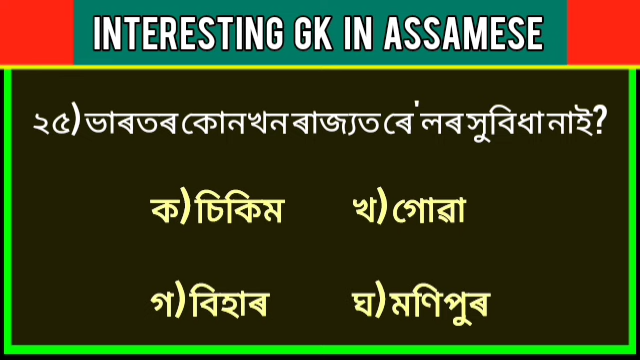 INTERESTING GK IN ASSAMESE
২৫) ভাৰতৰ কোনখন ৰাজ্যত ৰে'লৰ সুবিধা নাই?
ক) চিকিম খ) গোৱা
গ) বিহাৰ ঘ) মণিপুৰ